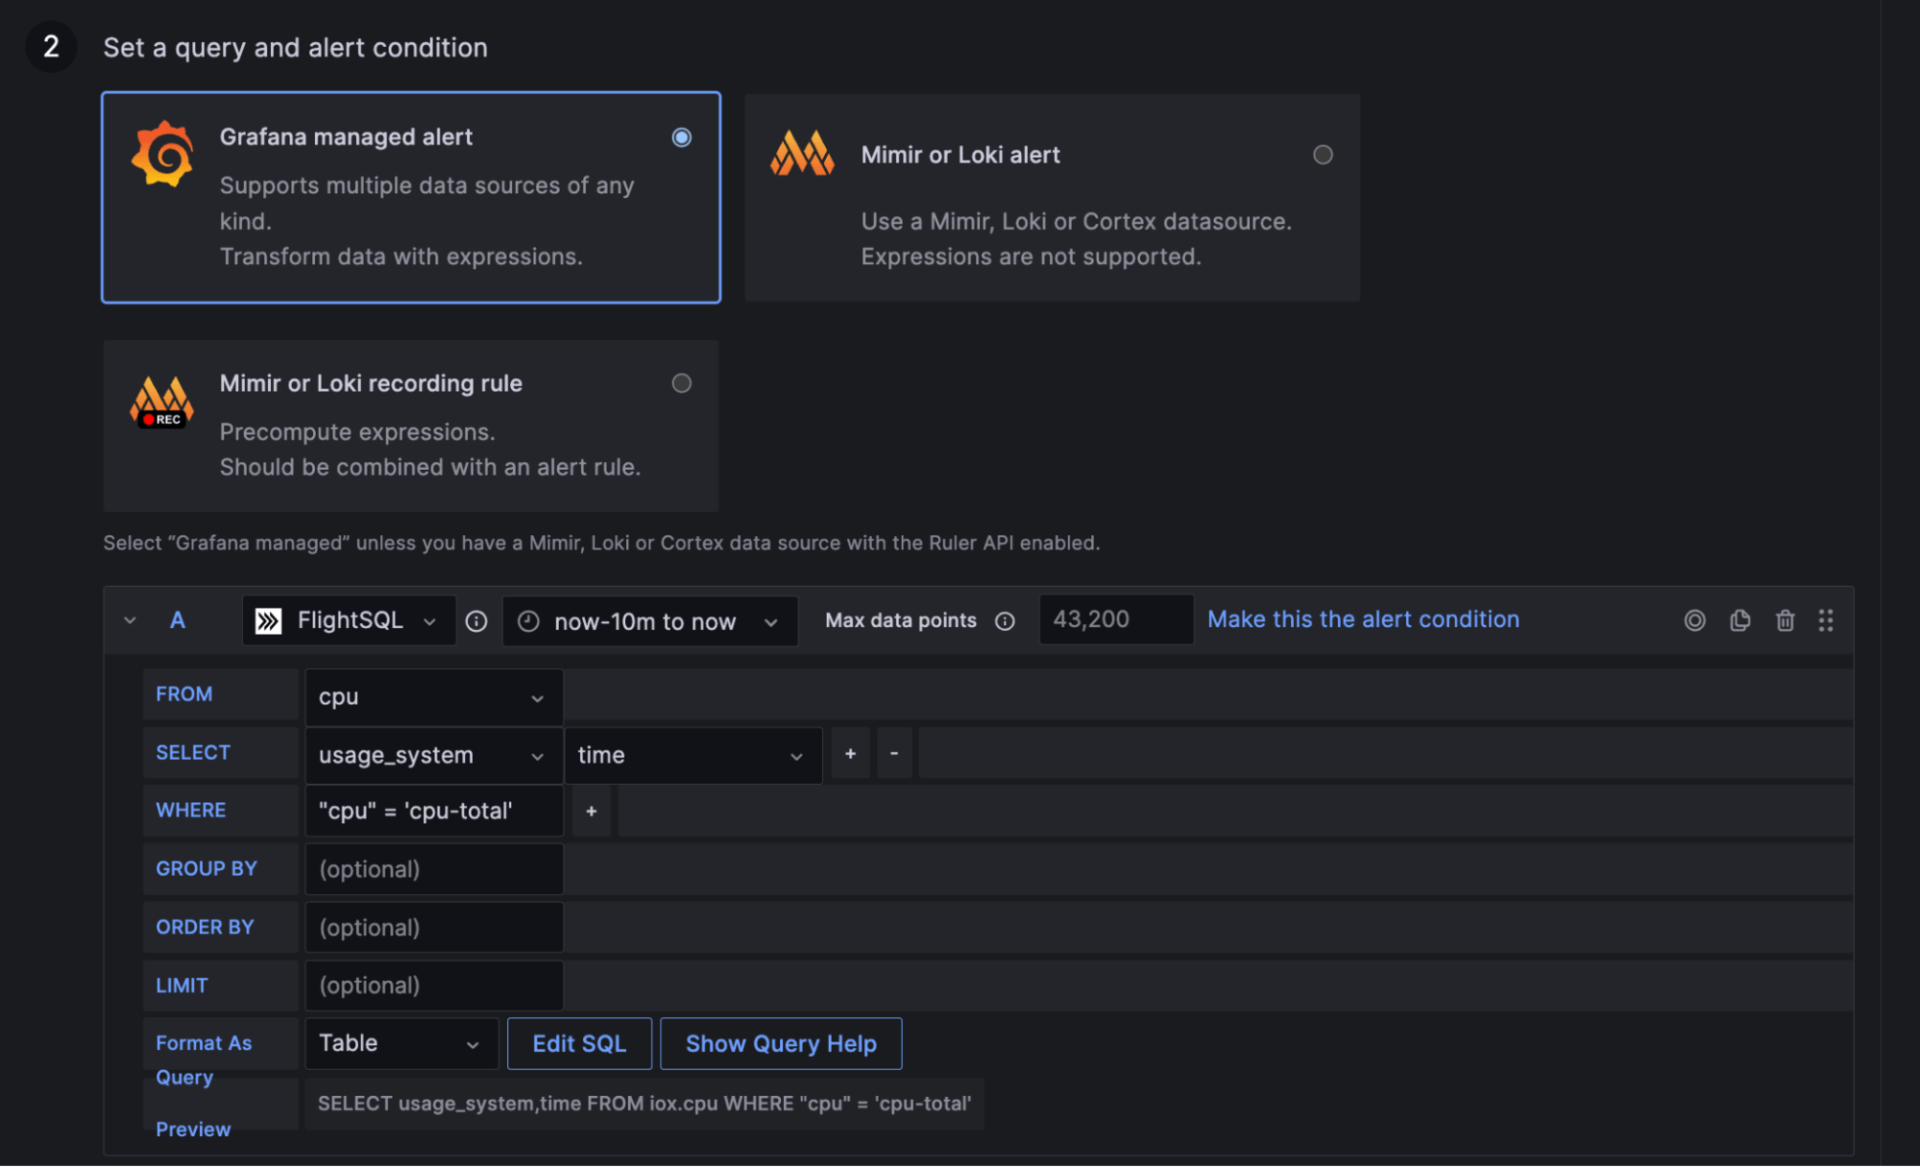 2 Set a query and alert condition
Grafana managed alert
Supports multiple data sources of any
kind.
Transform data with expressions.
Mimir or Loki alert
Use a Mimir, Loki or Cortex datasource.
Expressions are not supported.
REC
Mimir or Loki recording rule
Precompute expressions.
Should be combined with an alert rule.
Select “Grafana managed” unless you have a Mimir, Loki or Cortex data source with the Ruler API enabled.
A FlightSQL now-10m to now Max data points 43,200 Make this the alert condition
FROM cpu
SELECT usage_system time + -
WHERE "cpu" = 'cpu-total' +
GROUP BY (optional)
ORDER BY (optional)
LIMIT (optional)
Format As Table Edit SQL Show Query Help
Query
Preview
SELECT usage_system,time FROM iox.cpu WHERE "cpu" = 'cpu-total'